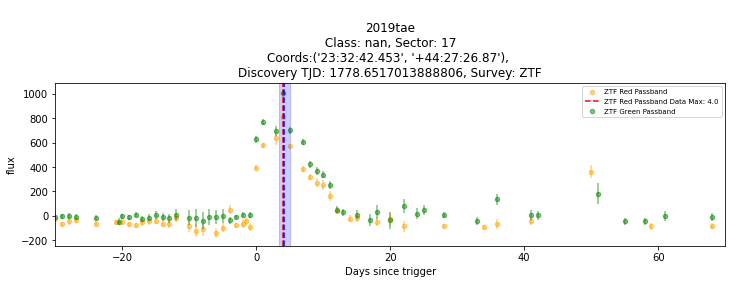 2019tae
Class: nan, Sector: 17
Coords:('23:32:42.453', '+44:27:26.87'),
Discovery TJD: 1778.6517013888806, Survey: ZTF
ZTF Red Passband
ZTF Red Passband Data Max: 4.0
ZTF Green Passband
1000
800
600
400
200
0
−200
flux
−20
0
20
40
60
Days since trigger